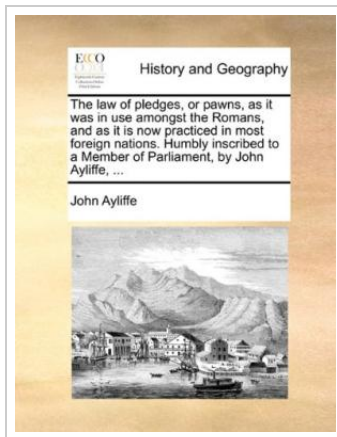 ECCO
History and Geography
The law of pledges, or pawns, as it
was in use amongst the Romans,
and as it is now practiced in most
foreign nations. Humbly inscribed to
a Member of Parliament, by John
Ayliffe, ...
John Ayliffe